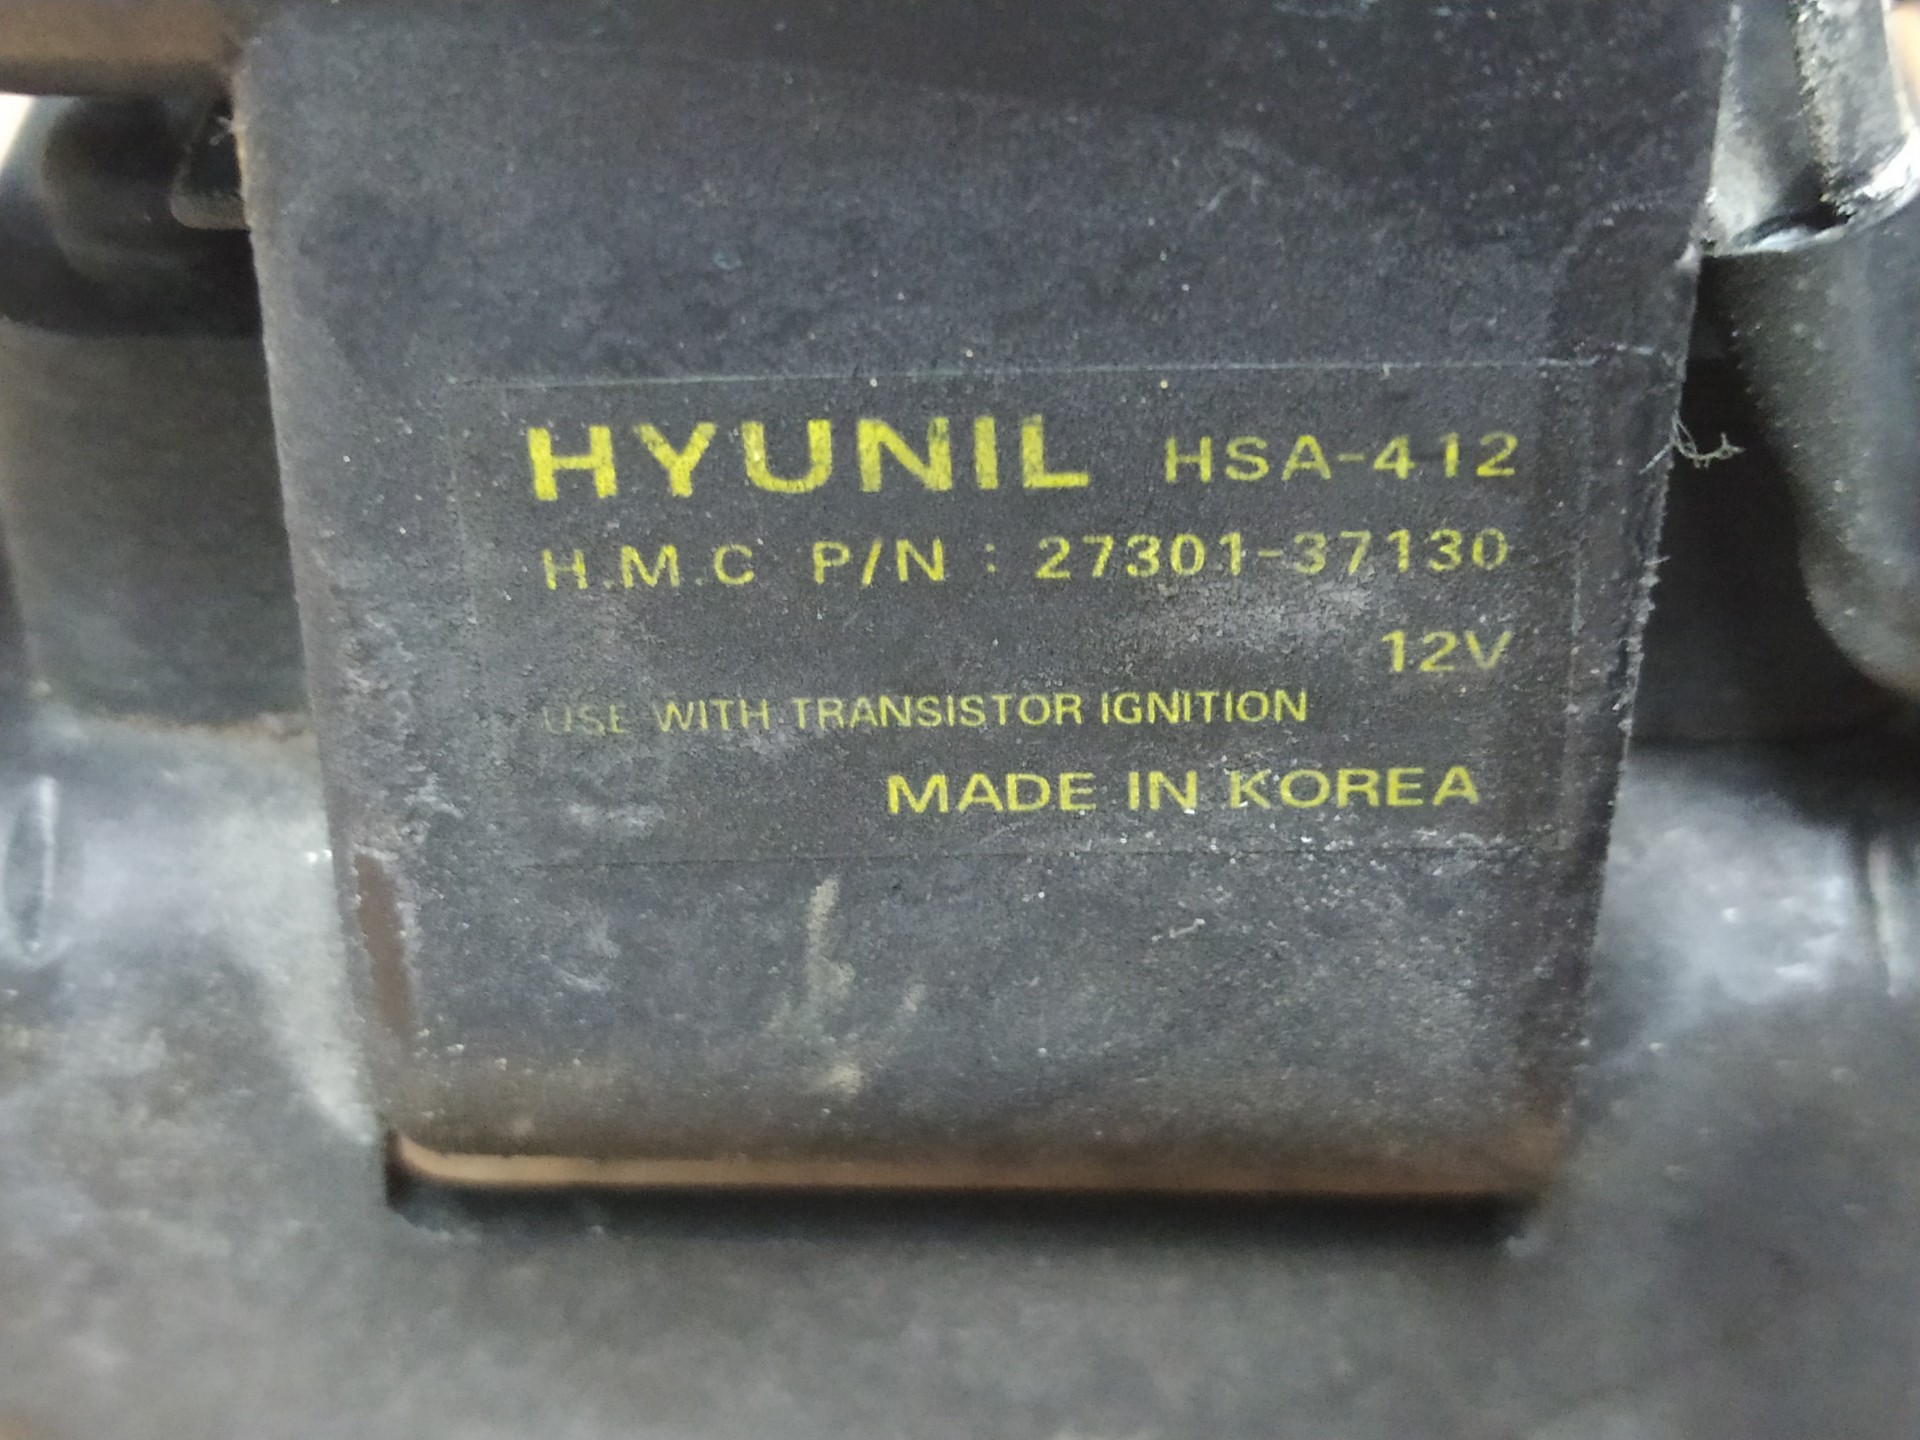 HYUNIL HSA-412
H.M.C P/N : 27301-37130
12V
USE WITH TRANSISTOR IGNITION
MADE IN KOREA